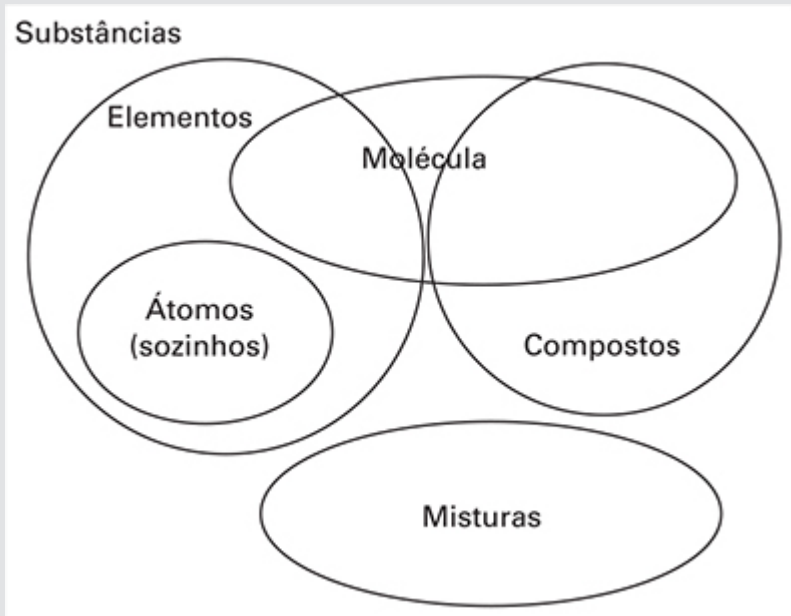 Substâncias
Elementos
Molécula
Átomos
(sozinhos)
Compostos
Misturas